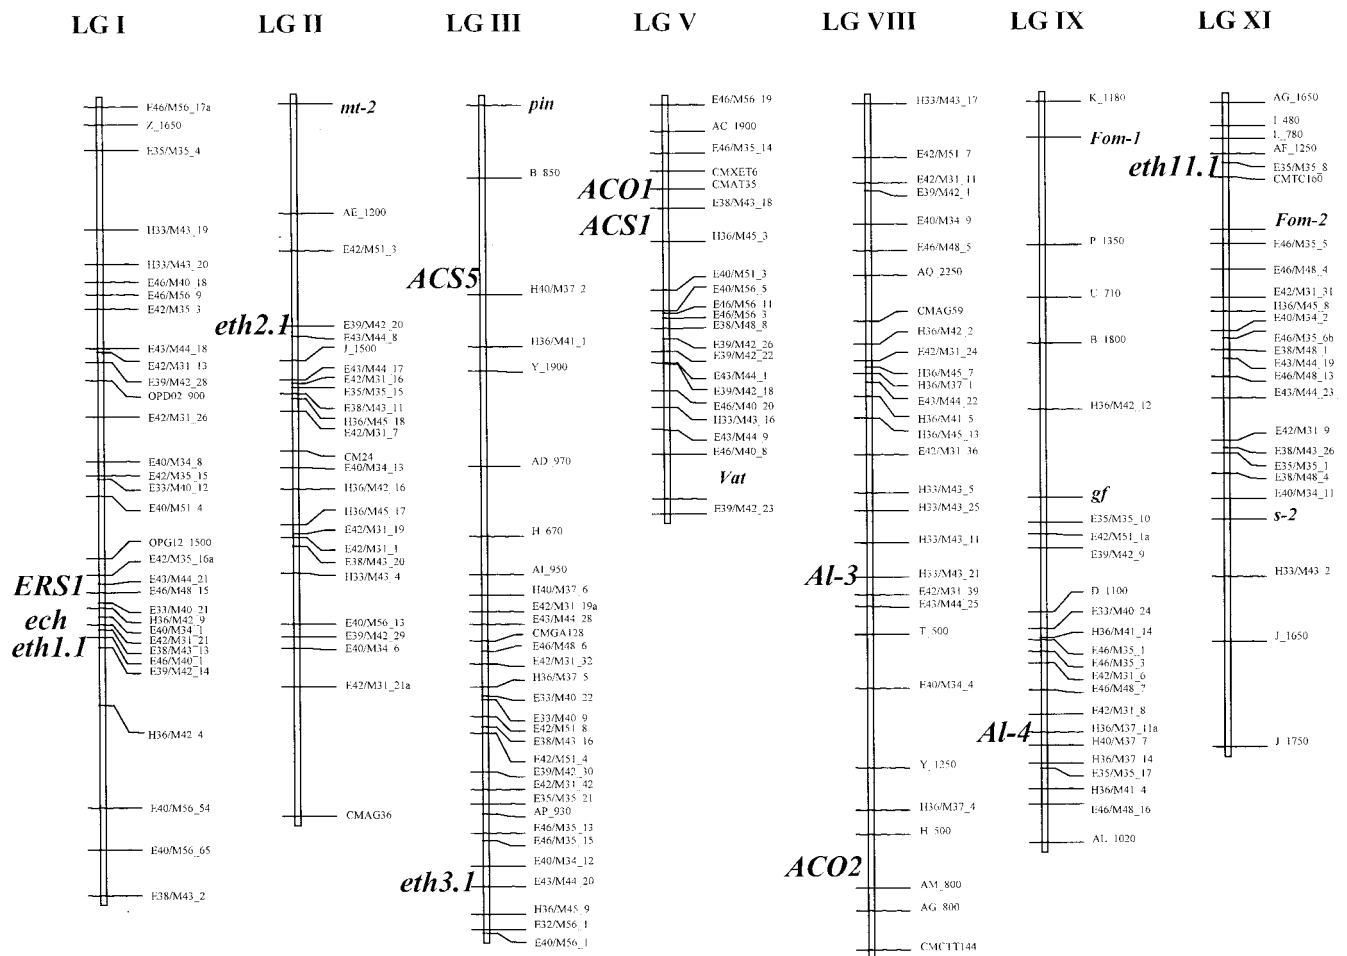 LG I
E46/M56_17a
Z_1650
E35/M35_4
H33/M43_19
H33/M43_20
E46/M40_18
E46/M56_9
E42/M35_3
E43/M44_18
E42/M31_13
E39/M42_28
OPD02_900
E42/M31_26
E40/M34_8
E42/M35_15
E33/M40_12
E40/M51_4
OPG12_1500
E42/M35_16a
E43/M44_21
ERS1
E46/M48_15
E33/M40_21
H36/M42_9
ech
E40/M34_1
E42/M31_21
eth1.1
E38/M43_13
E46/M40_1
E39/M42_14
H36/M42_4
E40/M56_54
E40/M56_65
E38/M43_2
LG II
mt-2
AE_1200
E42/M51_3
eth2.1
E39/M42_20
E43/M44_8
J_1500
E43/M44_17
E42/M31_16
E35/M35_15
E38/M43_11
H36/M45_18
E42/M31_7
CM24
E40/M34_13
H36/M42_16
H36/M45_17
E42/M31_19
E42/M31_1
E38/M43_20
H33/M43_4
E40/M56_13
E39/M42_29
E40/M34_6
E42/M31_21a
CMAG36
LG III
pin
B_850
ACS5
H40/M37_2
H36/M41_1
Y_1900
AD_970
H_670
AI_950
H40/M37_6
E42/M31_19a
E43/M44_28
CMGA128
E46/M48_6
E42/M31_32
H36/M37_5
E33/M40_22
E33/M40_9
E42/M51_8
E38/M43_16
E42/M51_4
E39/M42_30
E42/M31_42
E35/M35_21
AP_930
E46/M35_13
E46/M35_15
E40/M34_12
eth3.1
E43/M44_20
H36/M45_9
E32/M56_1
E40/M56_1
LG V
E46/M56_19
AC_1900
E46/M35_14
CMXET6
ACO1
CMAT35
E38/M43_18
ACS1
H36/M45_3
E40/M51_3
E40/M56_5
E46/M56_11
E46/M56_3
E38/M48_8
E39/M42_26
E39/M42_22
E43/M44_1
E39/M42_18
E46/M40_20
H33/M43_16
E43/M44_9
E46/M40_8
Vat
E39/M42_23
LG VIII
H33/M43_17
E42/M51_7
E42/M31_11
E39/M42_1
E40/M34_9
E46/M48_5
AQ_2250
CMAG59
H36/M42_2
E42/M31_24
H36/M45_7
H36/M37_1
E43/M44_22
H36/M41_5
H36/M45_13
E42/M31_36
H33/M43_5
H33/M43_25
H33/M43_11
Al-3
H33/M43_21
E42/M31_39
E43/M44_25
T_500
E40/M34_4
Y_1250
H36/M37_4
H_500
ACO2
AM_800
AG_800
CMCTT144
LG IX
K_1180
Fom-1
P_1350
U_710
B_1800
H36/M42_12
gf
E35/M35_10
E42/M51_1a
E39/M42_9
D_1100
E33/M40_24
H36/M41_14
E46/M35_1
E46/M35_3
E42/M31_6
E46/M48_7
E42/M31_8
Al-4
H36/M37_11a
H40/M37_7
H36/M37_14
E35/M35_17
H36/M41_4
E46/M48_16
AL_1020
LG XI
AG_1650
I_480
L_780
AF_1250
eth11.1
E35/M35_8
CMTC160
Fom-2
E46/M35_5
E46/M48_4
E42/M31_31
H36/M45_8
E40/M34_2
E46/M35_6b
E38/M48_1
E43/M44_19
E46/M48_13
E43/M44_23
E42/M31_9
E38/M43_26
E35/M35_1
E38/M48_4
E40/M34_11
s-2
H33/M43_2
J_1650
J_1750